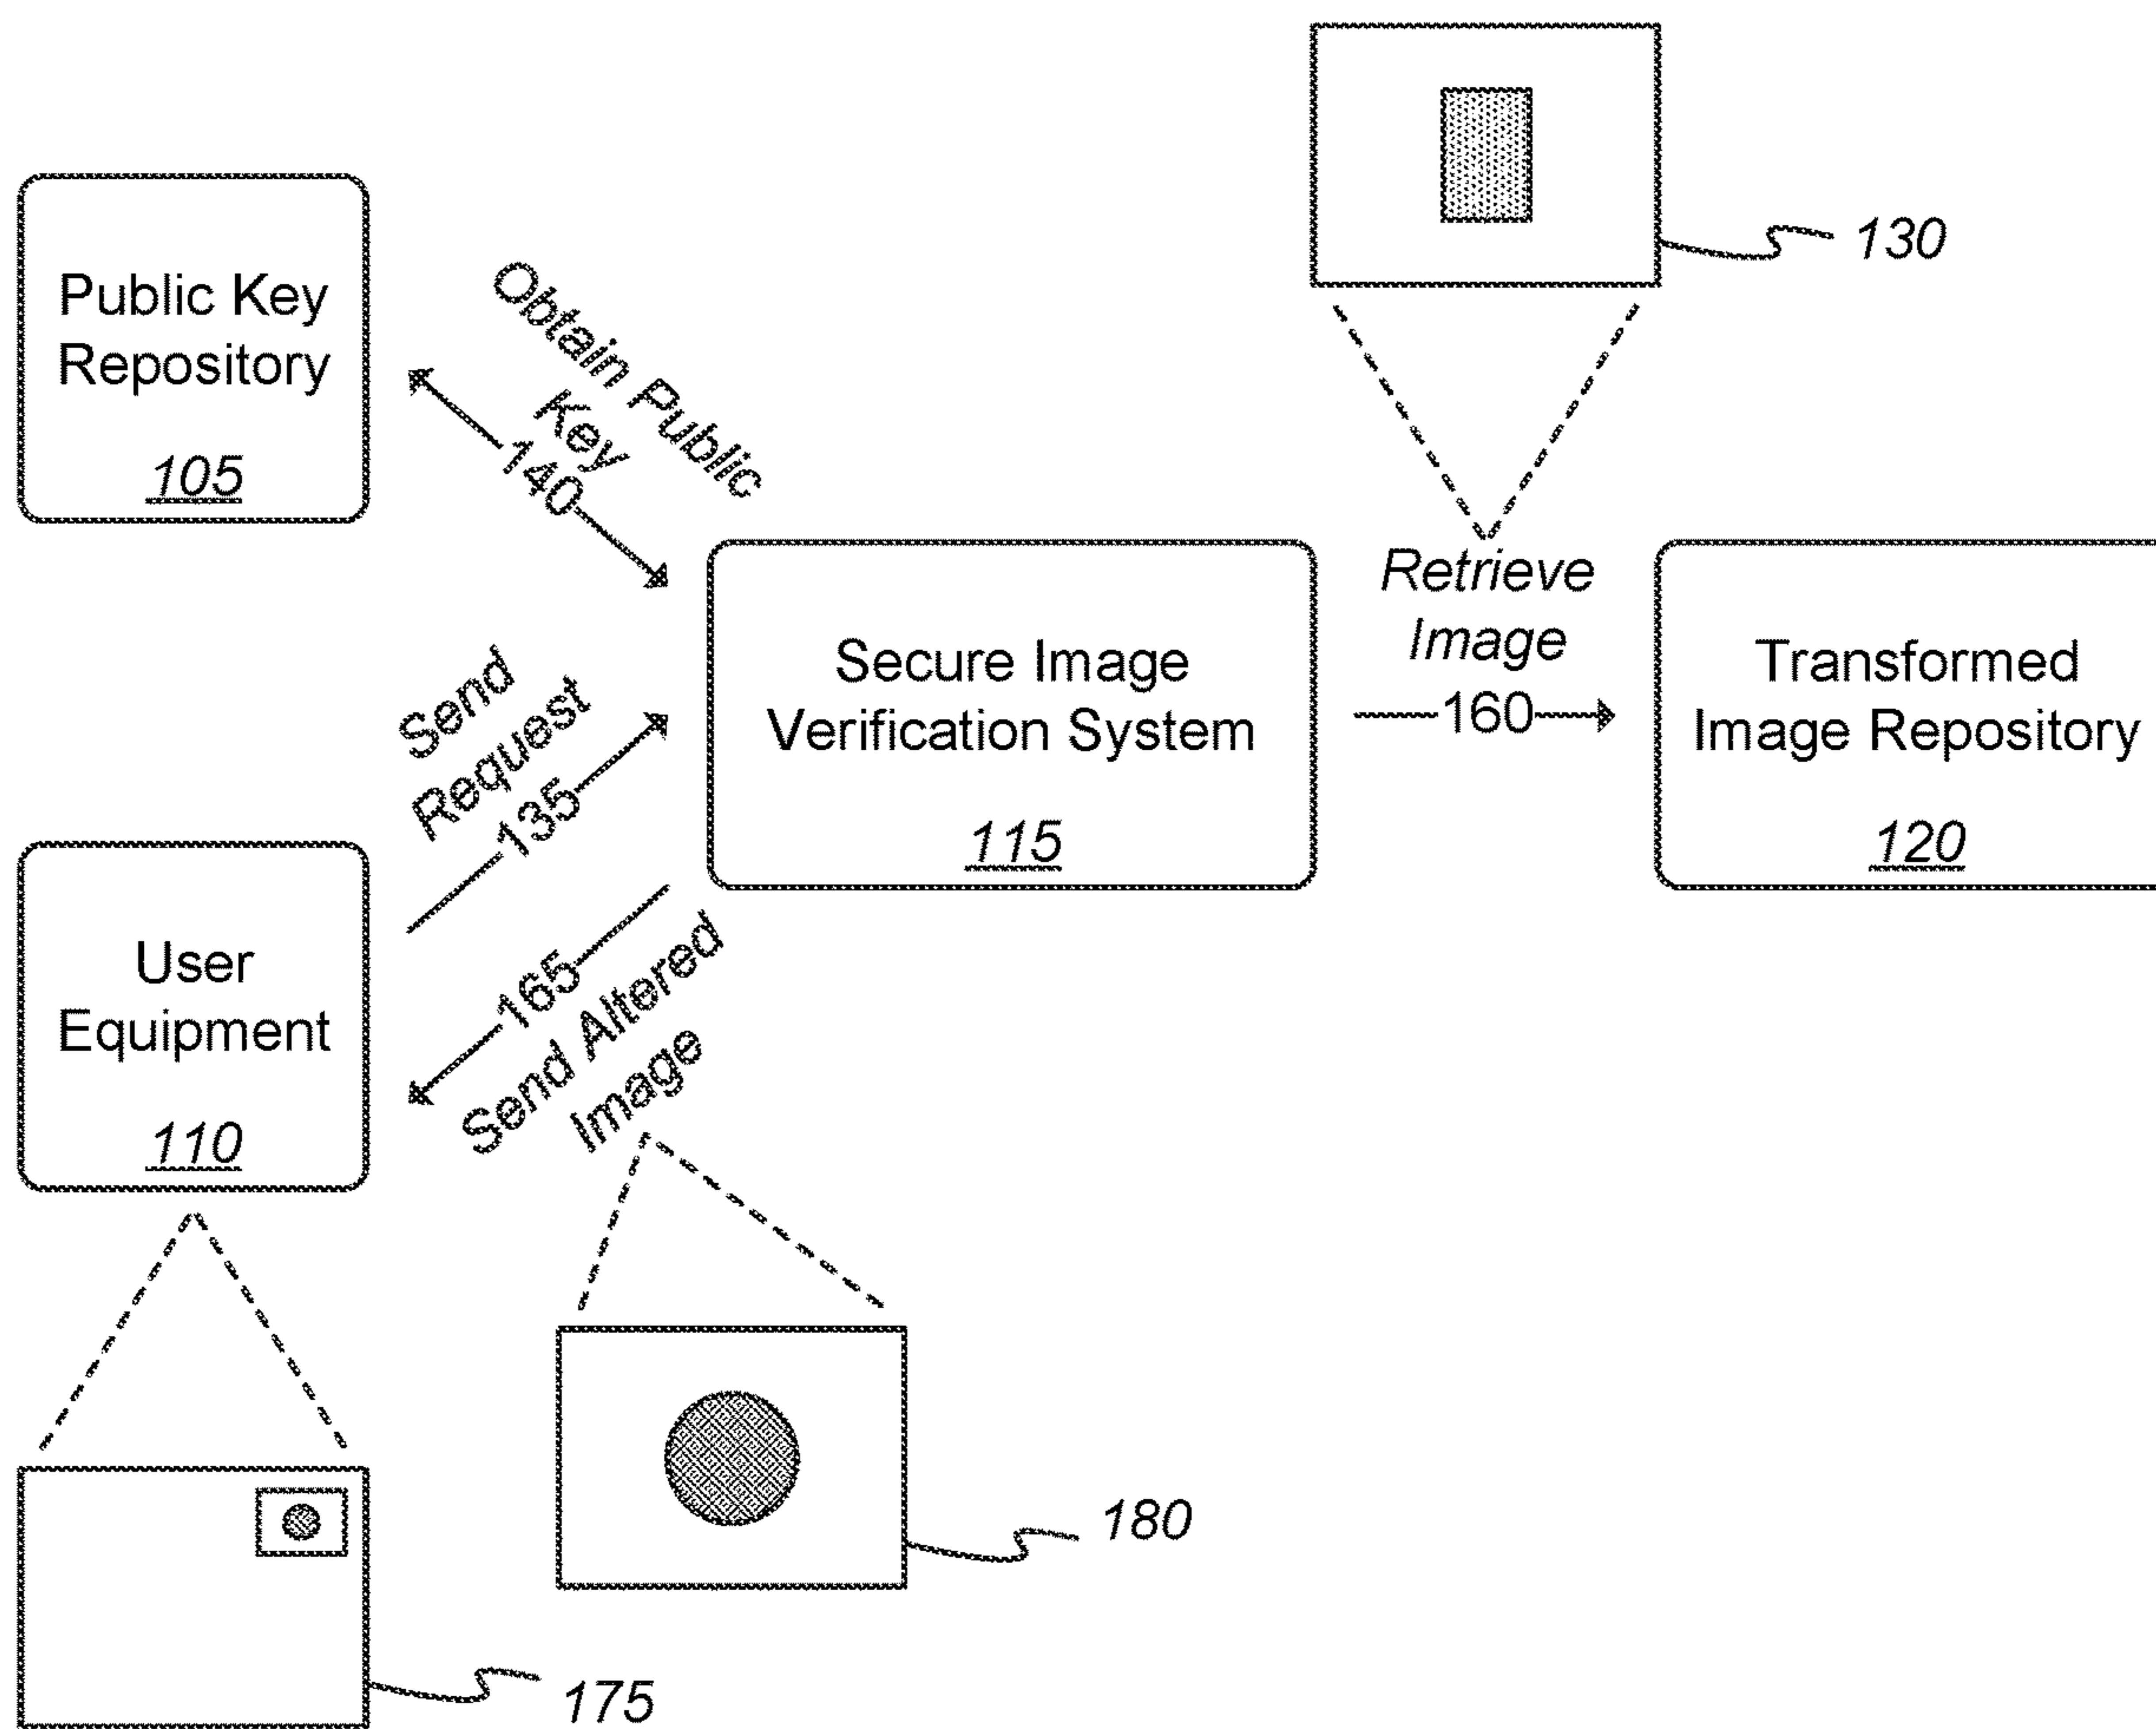 130
Public Key
Repository
105
Obtain Public
Key
140
Retrieve
Image
160
Secure Image
Verification System
115
Transformed
Image Repository
120
Send
Request
135
User
Equipment
110
165
Send Altered
Image
180
175